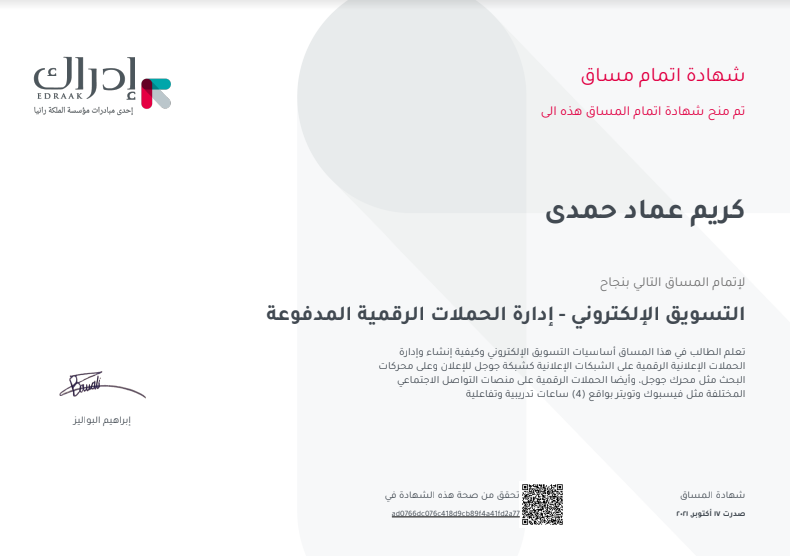 إدراك
EDRAAK
إحدى مبادرات مؤسسة الملكة رانيا
شهادة اتمام مساق
تم منح شهادة اتمام المساق هذه الى
كريم عماد حمدى
لإتمام المساق التالي بنجاح
التسويق الإلكتروني - إدارة الحملات الرقمية المدفوعة
تعلم الطالب في هذا المساق أساسيات التسويق الإلكتروني وكيفية إنشاء وإدارة
الحملات الإعلانية الرقمية على الشبكات الإعلانية كشبكة جوجل للإعلان وعلى محركات
البحث مثل محرك جوجل، وأيضا الحملات الرقمية على منصات التواصل الاجتماعي
المختلفة مثل فيسبوك وتويتر بواقع (4) ساعات تدريبية وتفاعلية
إبراهيم البواليز
شهادة المساق
صدرت ١٧ أكتوبر، ٢٠٢١
تحقق من صحة هذه الشهادة في
ad0766dc076c418d9cb89f4a41fd2a77